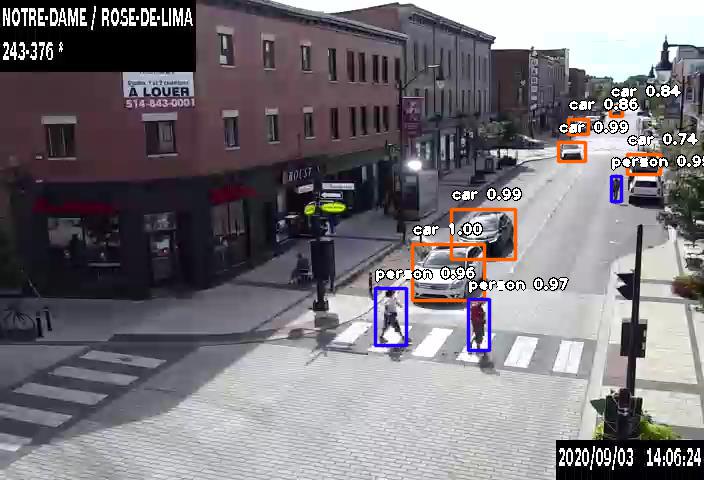 NOTRE-DAME / ROSE-DE-LIMA
243-376 *
À LOUER
514-843-0001
car 0.84
car 0.86
car 0.99
car 0.74
person 0.99
car 0.99
car 1.00
person 0.96
person 0.97
2020/09/03 14:06:24